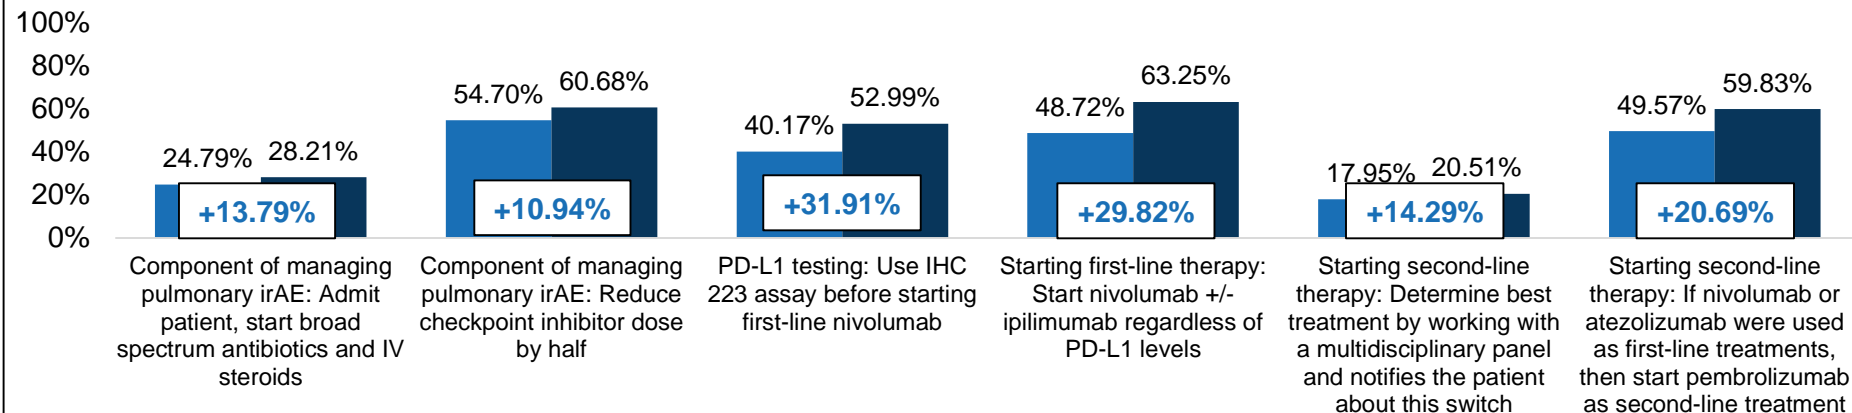 100%
80%
60%
40%
20%
0%
24.79%
28.21%
+13.79%
54.70%
60.68%
+10.94%
40.17%
52.99%
+31.91%
48.72%
63.25%
+29.82%
17.95%
20.51%
+14.29%
49.57%
59.83%
+20.69%
Component of managing
pulmonary irAE: Admit
patient, start broad
spectrum antibiotics and IV
steroids
Component of managing
pulmonary irAE: Reduce
checkpoint inhibitor dose
by half
PD-L1 testing: Use IHC
223 assay before starting
first-line nivolumab
Starting first-line therapy:
Start nivolumab +/-
ipilimumab regardless of
PD-L1 levels
Starting second-line
therapy: Determine best
treatment by working with
a multidisciplinary panel
and notifies the patient
about this switch
Starting second-line
therapy: If nivolumab or
atezolizumab were used
as first-line treatments,
then start pembrolizumab
as second-line treatment